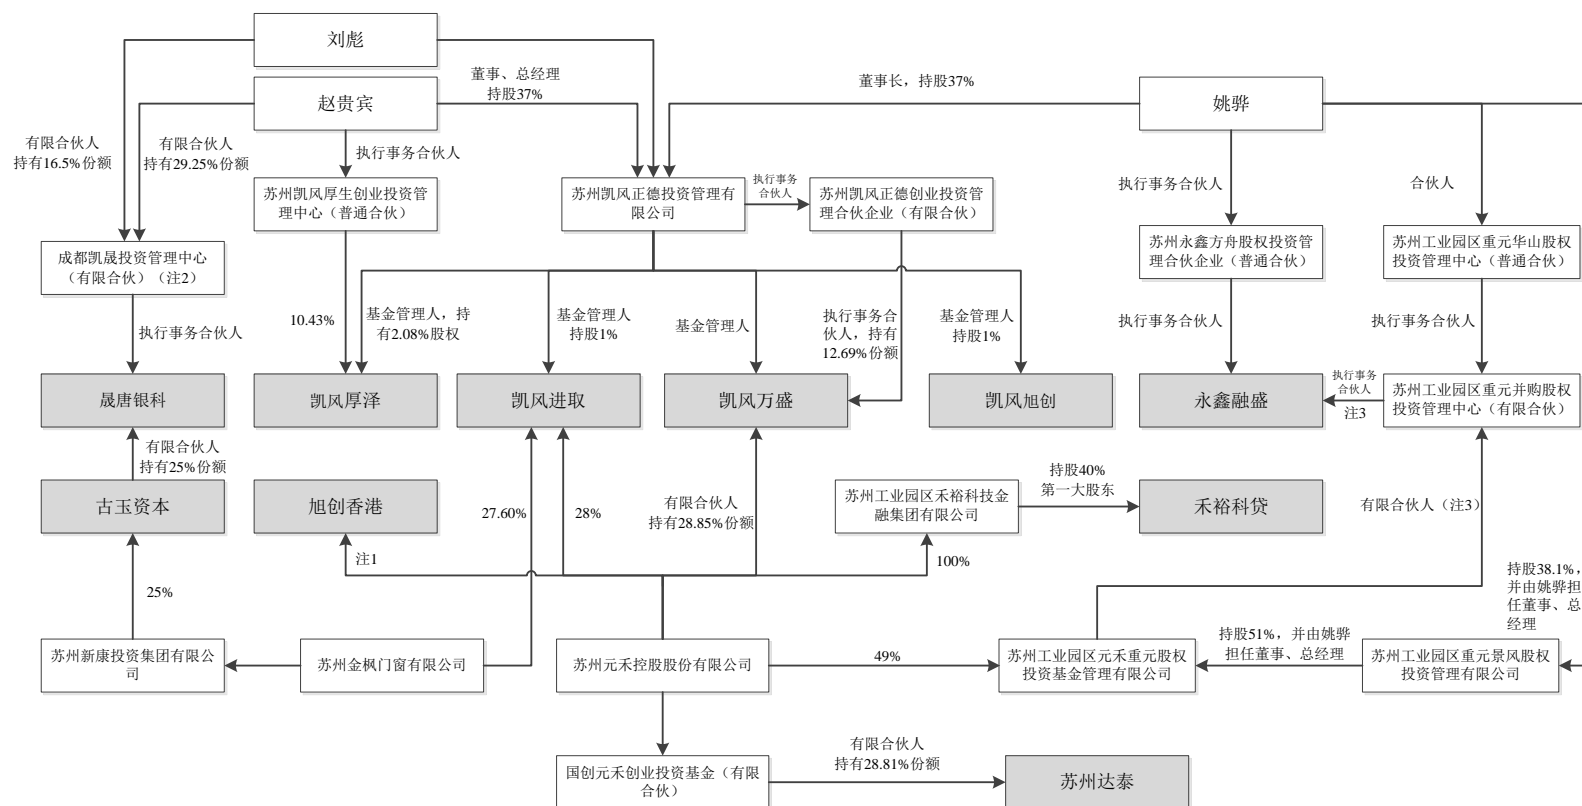 刘彪
董事、总经理
持股37%
董事长，持股37%
赵贵宾
姚骅
有限合伙人
持有16.5%份额
有限合伙人
持有29.25%份额
执行事务合伙人
苏州凯风厚生创业投资管
理中心（普通合伙）
苏州凯风正德投资管理有
限公司
执行事务
合伙人
苏州凯风正德创业投资管
理合伙企业（有限合伙）
执行事务合伙人
合伙人
成都凯晟投资管理中心
（有限合伙）（注2）
苏州永鑫方舟股权投资管
理合伙企业（普通合伙）
苏州工业园区重元华山股权
投资管理中心（普通合伙）
执行事务合伙人
10.43%
基金管理人，持
有2.08%股权
基金管理人
持股1%
基金管理人
执行事务合
伙人，持有
12.69%份额
基金管理人
持股1%
执行事务合伙人
执行事务合伙人
晟唐银科
凯风厚泽
凯风进取
凯风万盛
凯风旭创
永鑫融盛
执行事务
合伙人
注3
苏州工业园区重元并购股权
投资管理中心（有限合伙）
有限合伙人
持有25%份额
古玉资本
旭创香港
27.60%
28%
有限合伙人
持有28.85%份额
苏州工业园区禾裕科技金
融集团有限公司
持股40%
第一大股东
禾裕科贷
有限合伙人（注3）
注1
100%
25%
持股38.1%，
并由姚骅担
任董事、总
经理
苏州新康投资集团有限公
司
苏州金枫门窗有限公司
苏州元禾控股股份有限公司
49%
苏州工业园区元禾重元股权
投资基金管理有限公司
持股51%，并由姚骅
担任董事、总经理
苏州工业园区重元景风股权
投资管理有限公司
国创元禾创业投资基金（有限
合伙）
有限合伙人
持有28.81%份额
苏州达泰